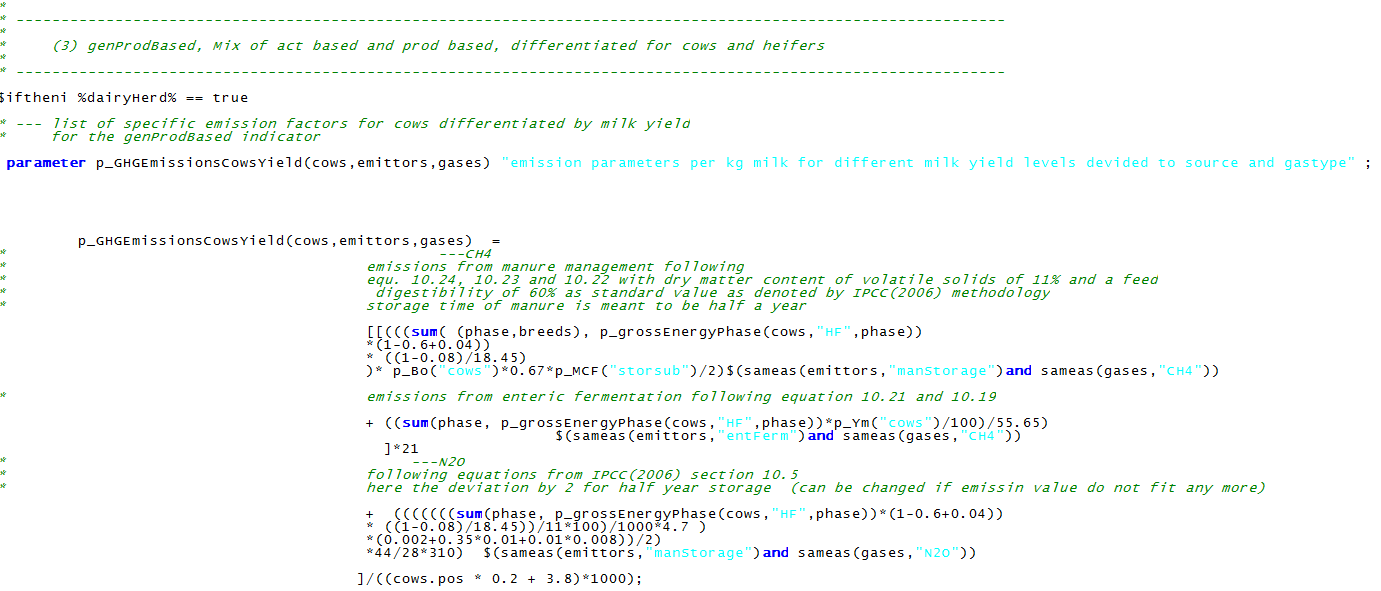 *
* --------------------------------------------------------------------------------------------------------------
*
*     (3) genProdBased, Mix of act based and prod based, differentiated for cows and heifers
*
* --------------------------------------------------------------------------------------------------------------
$iftheni %dairyHerd% == true
* --- list of specific emission factors for cows differentiated by milk yield
*     for the genProdBased indicator
parameter p_GHGEmissionsCowsYield(cows,emittors,gases) "emission parameters per kg milk for different milk yield levels devided to source and gastype" ;
p_GHGEmissionsCowsYield(cows,emittors,gases)  =
* ---CH4
* emissions from manure management following
* equ. 10.24, 10.23 and 10.22 with dry matter content of volatile solids of 11% and a feed
* digestibility of 60% as standard value as denoted by IPCC(2006) methodology
* storage time of manure is meant to be half a year
[[(((sum( (phase,breeds), p_grossEnergyPhase(cows,"HF",phase))
*(1-0.6+0.04))
* ((1-0.08)/18.45)
)* p_Bo("cows")*0.67*p_MCF("storsub")/2)$(sameas(emittors,"manStorage")and sameas(gases,"CH4"))
* emissions from enteric fermentation following equation 10.21 and 10.19
+ ((sum(phase, p_grossEnergyPhase(cows,"HF",phase))*p_Ym("cows")/100)/55.65)
$(sameas(emittors,"entFerm")and sameas(gases,"CH4"))
]*21
* ---N2O
* following equations from IPCC(2006) section 10.5
* here the deviation by 2 for half year storage  (can be changed if emissin value do not fit any more)
+  (((((((sum(phase, p_grossEnergyPhase(cows,"HF",phase))*(1-0.6+0.04))
* ((1-0.08)/18.45))/11*100)/1000*4.7 )
*(0.002+0.35*0.01+0.01*0.008))/2)
*44/28*310)  $(sameas(emittors,"manStorage")and sameas(gases,"N2O"))
]/((cows.pos * 0.2 + 3.8)*1000);